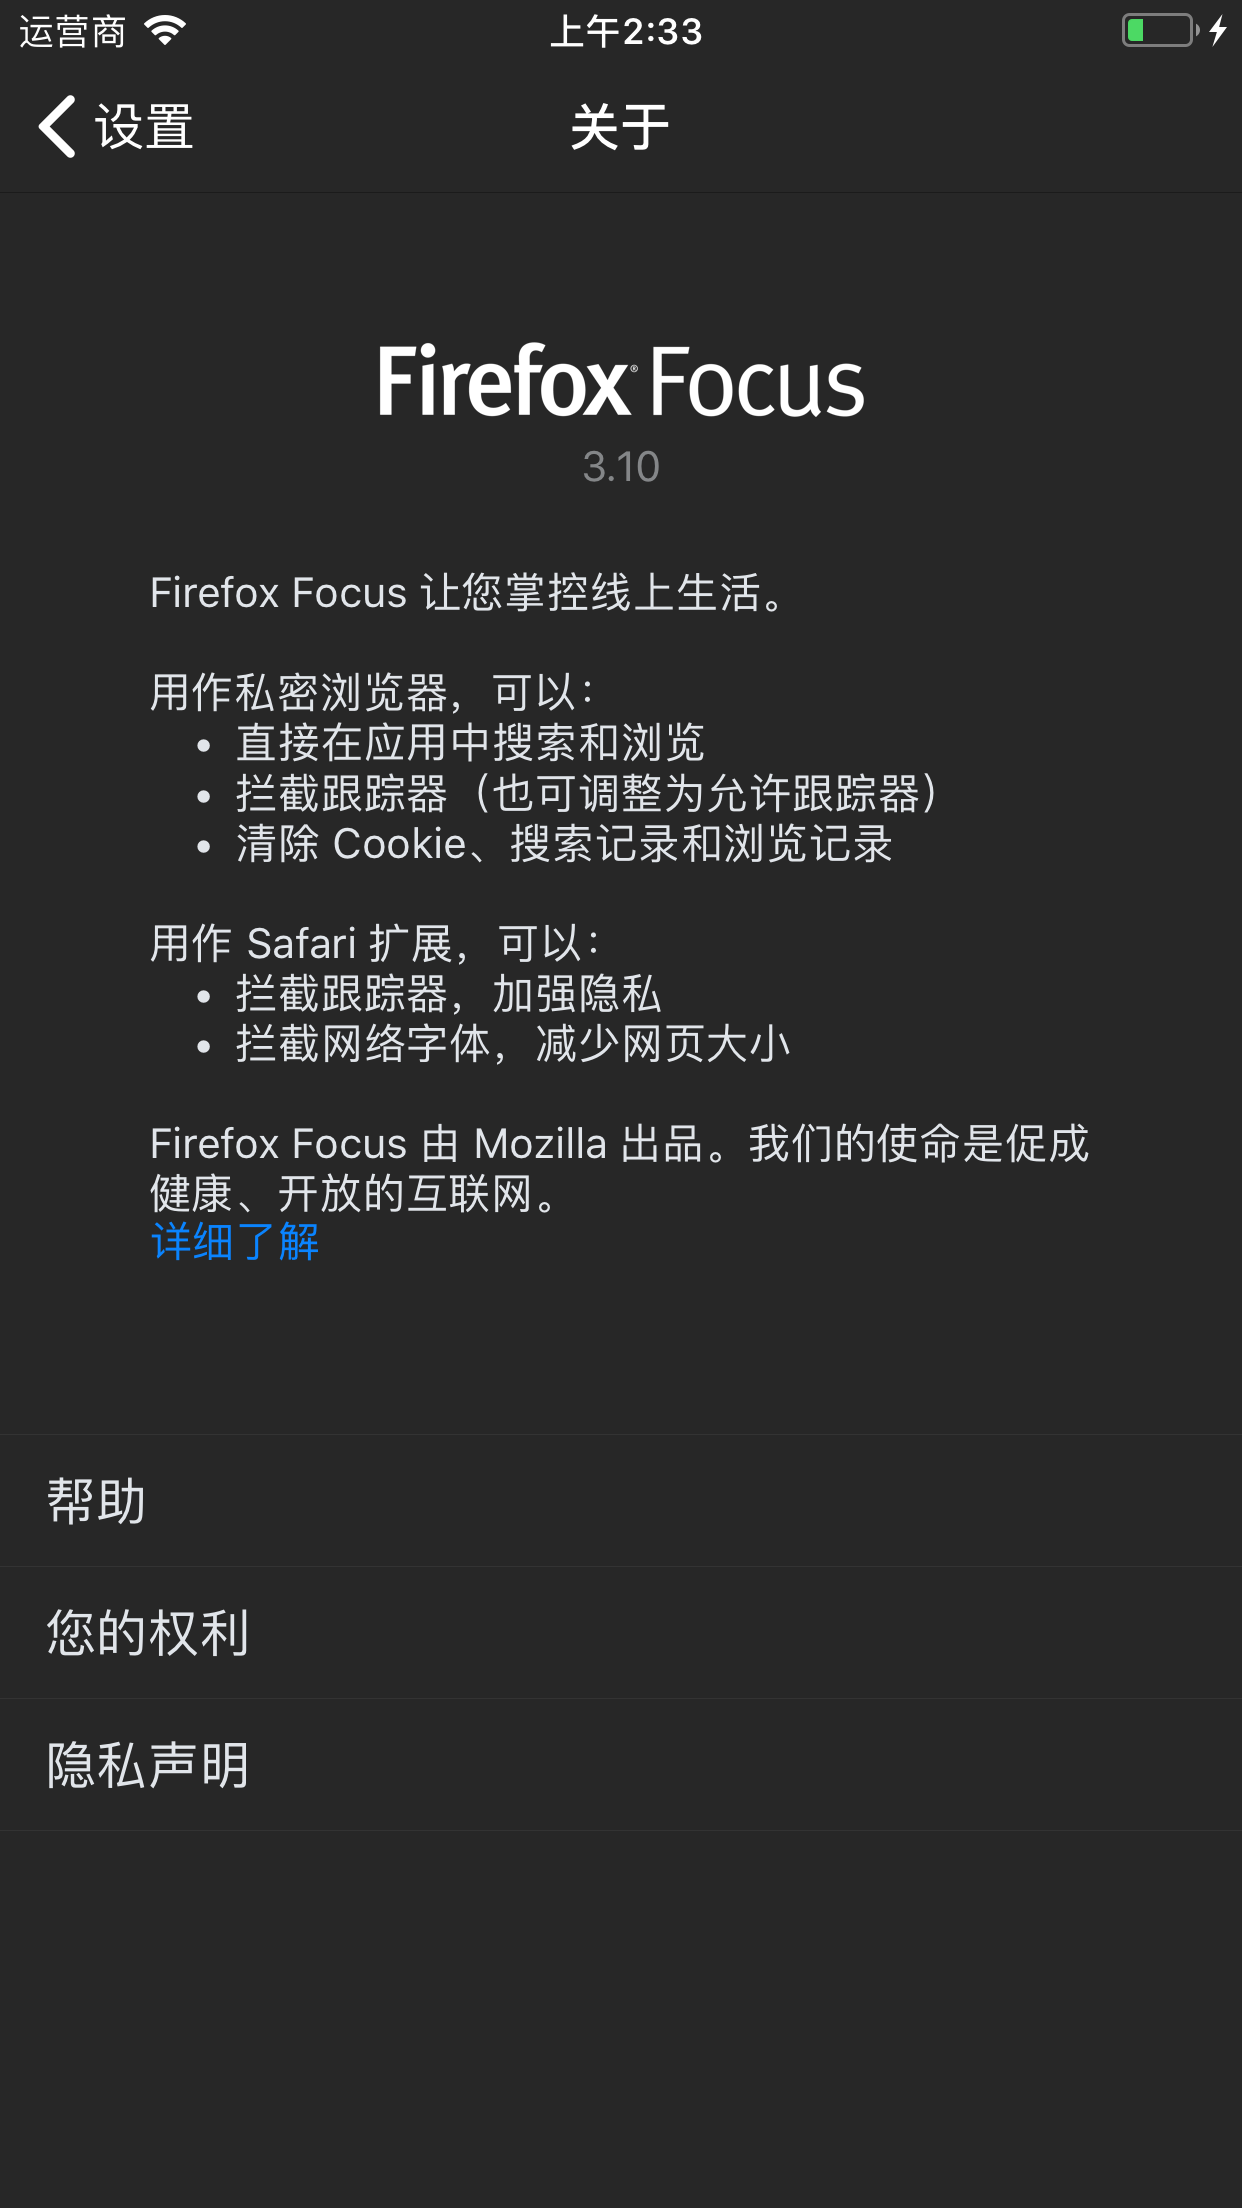 运营商
上午2:33
设置
关于
Firefox® Focus
3.10
Firefox Focus 让您掌控线上生活。
用作私密浏览器，可以：
• 直接在应用中搜索和浏览
• 拦截跟踪器（也可调整为允许跟踪器）
• 清除 Cookie、搜索记录和浏览记录
用作 Safari 扩展，可以：
• 拦截跟踪器，加强隐私
• 拦截网络字体，减少网页大小
Firefox Focus 由 Mozilla 出品。我们的使命是促成
健康、开放的互联网。
详细了解
帮助
您的权利
隐私声明